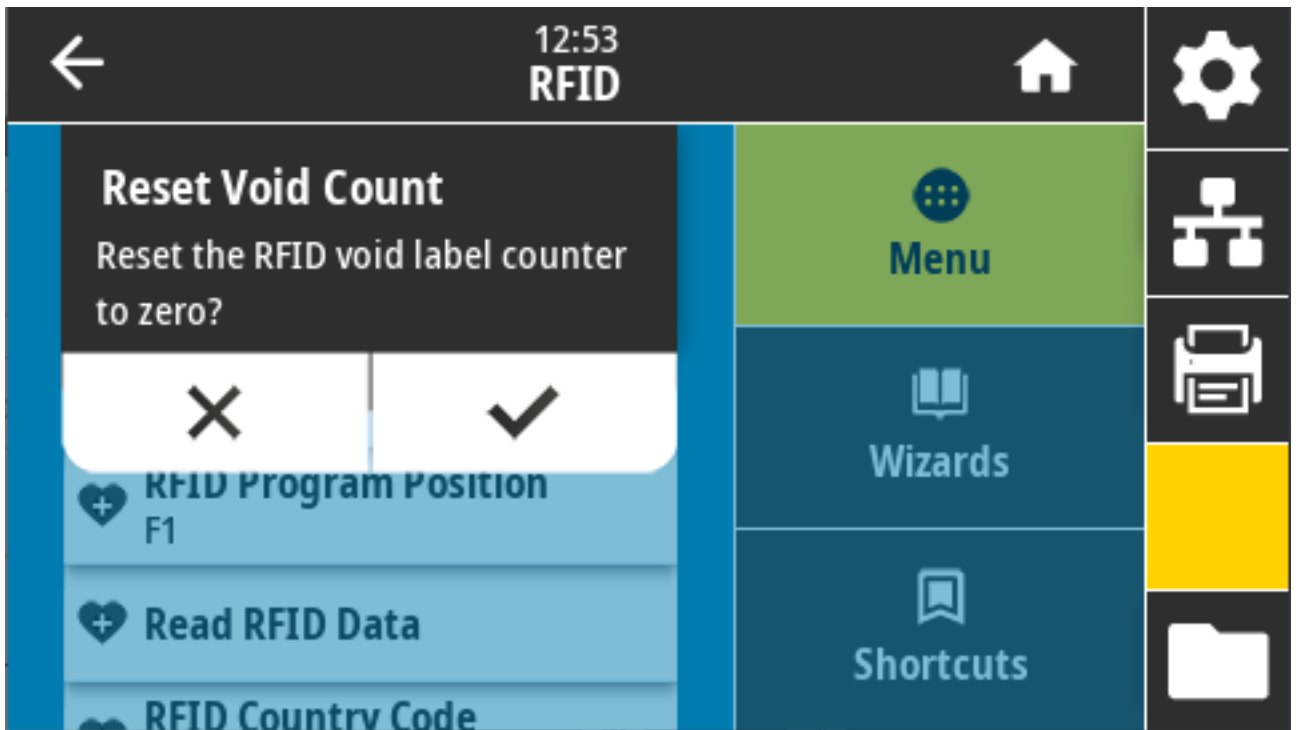 12:53
RFID
Reset Void Count
Reset the RFID void label counter
to zero?
RFID Program Position
F1
Read RFID Data
RFID Country Code
Menu
Wizards
Shortcuts